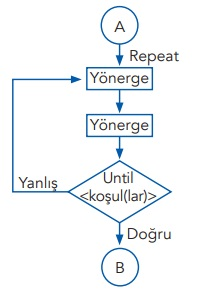 A
Repeat
Yönerge
Yönerge
Until
<koşul(lar)>
Yanlış
Doğru
B